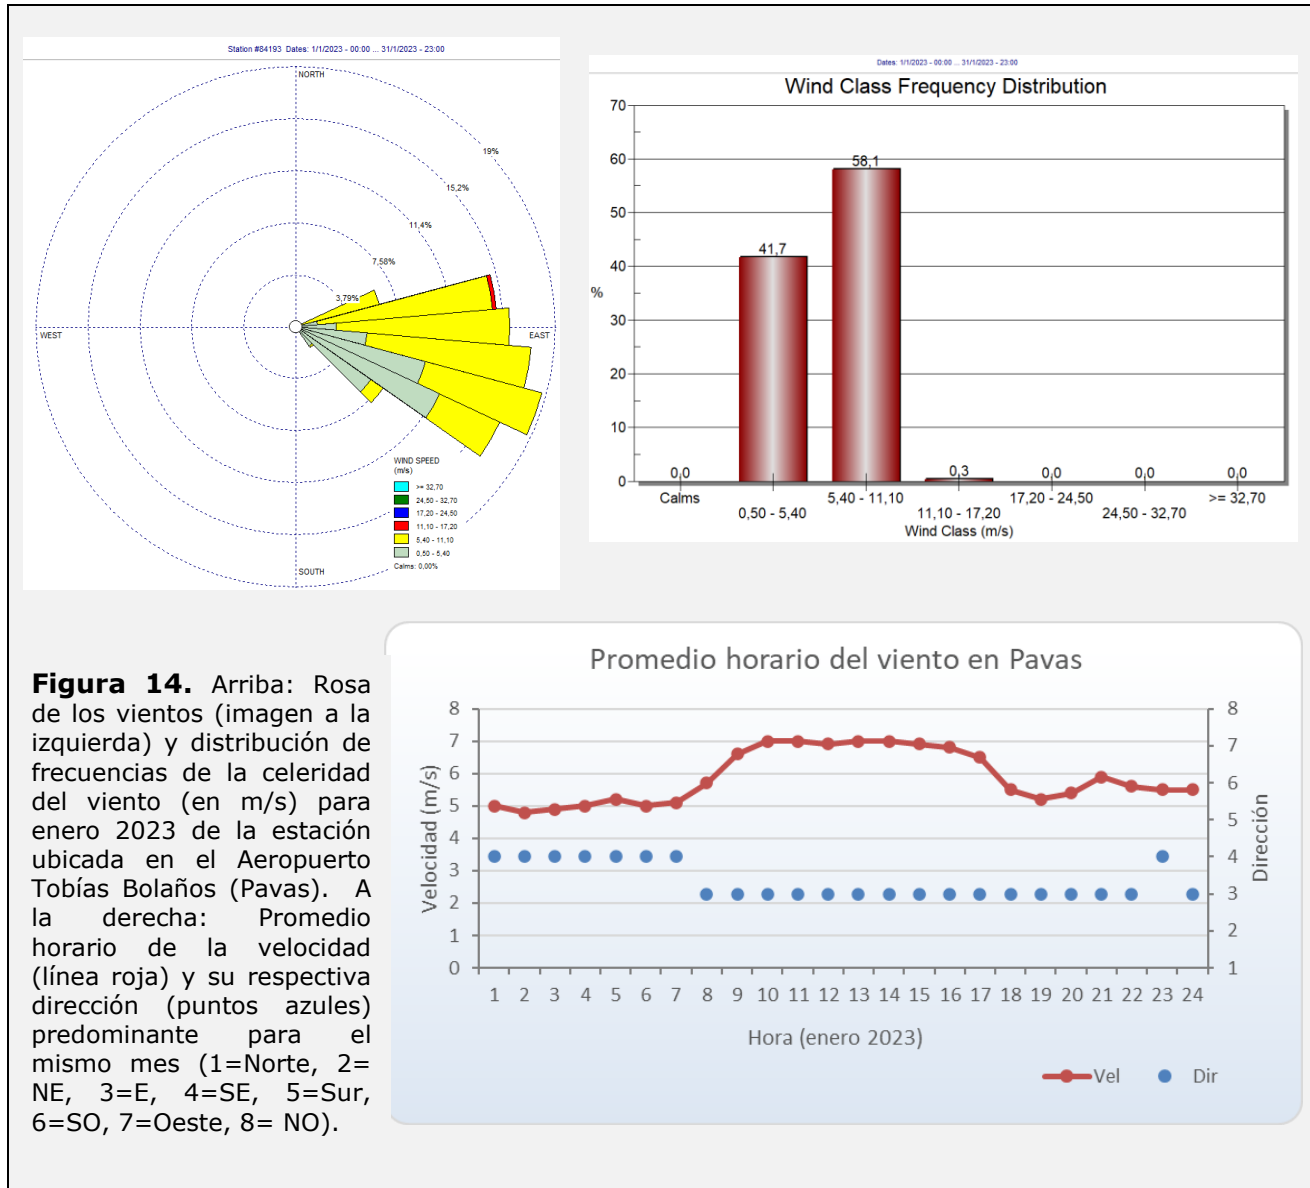 Station #84193 Dates: 1/1/2023 - 00:00 ... 31/1/2023 - 23:00
NORTH
19%
15,2%
11,4%
7,58%
3,79%
WEST
EAST
WIND SPEED
(m/s)
>= 32,70
24,50 - 32,70
17,20 - 24,50
11,10 - 17,20
5,40 - 11,10
0,50 - 5,40
Calms: 0,00%
SOUTH
Dates: 1/1/2023 - 00:00 ... 31/1/2023 - 23:00
Wind Class Frequency Distribution
70
60
50
40
30
20
10
0
%
0,0
41,7
58,1
0,3
0,0
0,0
0,0
Calms
0,50 - 5,40
5,40 - 11,10
11,10 - 17,20
17,20 - 24,50
24,50 - 32,70
>= 32,70
Wind Class (m/s)
Figura 14. Arriba: Rosa
de los vientos (imagen a la
izquierda) y distribución de
frecuencias de la celeridad
del viento (en m/s) para
enero 2023 de la estación
ubicada en el Aeropuerto
Tobías Bolaños (Pavas). A
la derecha: Promedio
horario de la velocidad
(línea roja) y su respectiva
dirección (puntos azules)
predominante para el
mismo mes (1=Norte, 2=
NE, 3=E, 4=SE, 5=Sur,
6=SO, 7=Oeste, 8= NO).
Promedio horario del viento en Pavas
Velocidad (m/s)
8
7
6
5
4
3
2
1
0
8
7
6
5
4
3
2
1
Dirección
1 2 3 4 5 6 7 8 9 10 11 12 13 14 15 16 17 18 19 20 21 22 23 24
Hora (enero 2023)
Vel Dir